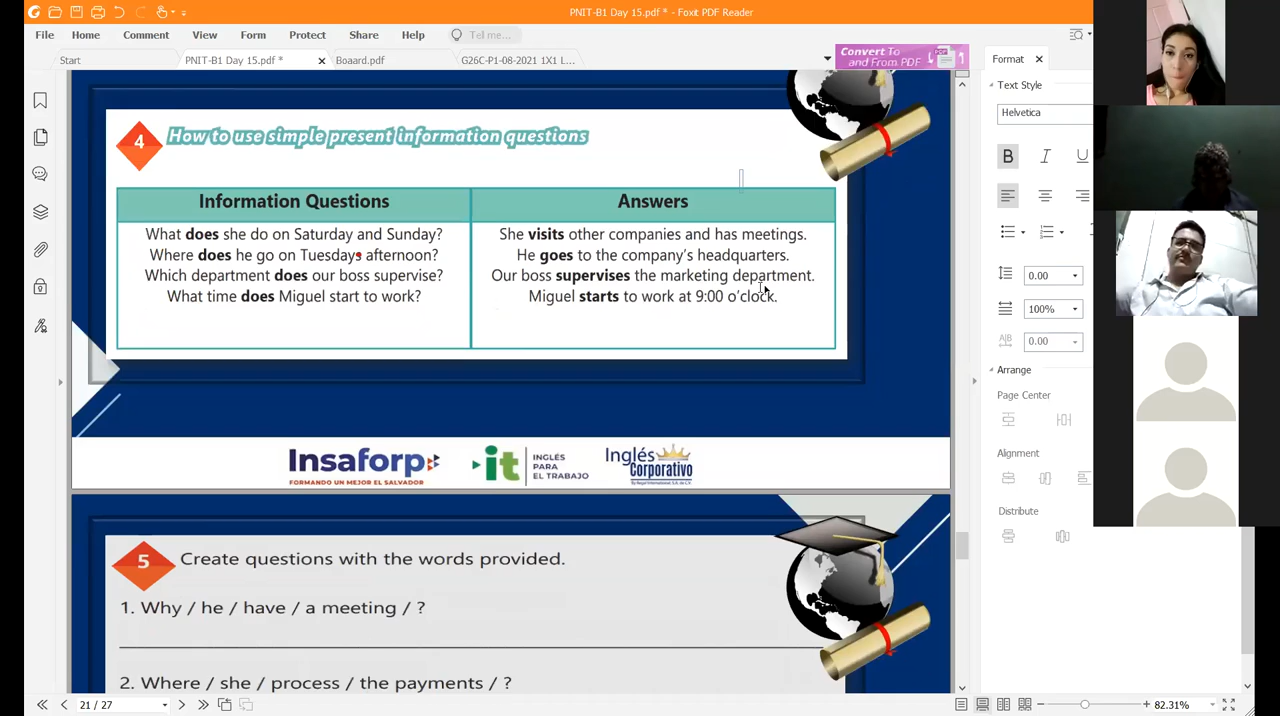 PNIT-B1 Day 15.pdf * - Foxit PDF Reader
File Home Comment View Form Protect Share Help Tell me...
Start PNIT-B1 Day 15.pdf * Boaard.pdf G26C-P1-08-2021 1X1 L...
Convert To
and From PDF
PDF
4 How to use simple present information questions
Information Questions Answers
What does she do on Saturday and Sunday? She visits other companies and has meetings.
Where does he go on Tuesdays afternoon? He goes to the company's headquarters.
Which department does our boss supervise? Our boss supervises the marketing department.
What time does Miguel start to work? Miguel starts to work at 9:00 o'clock.
Insaforp
FORMANDO UN MEJOR EL SALVADOR
it INGLÉS
PARA
EL TRABAJO
Inglés
Corporativo
5 Create questions with the words provided.
1. Why / he / have / a meeting / ?
2. Where / she / process / the payments / ?
Format
Text Style
Helvetica
B I U
0.00
100%
0.00
Arrange
Page Center
Alignment
Distribute
21 / 27
82.31%